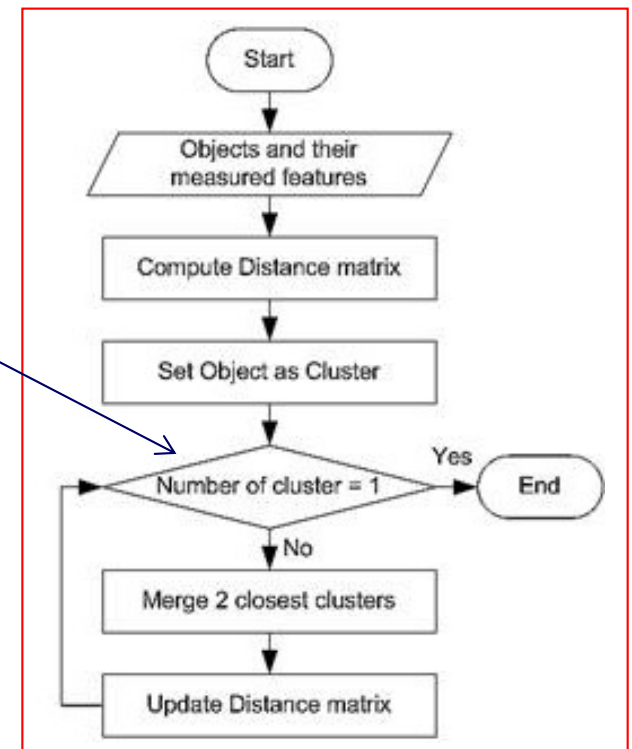 Start
Objects and their
measured features
Compute Distance matrix
Set Object as Cluster
Number of cluster = 1
Yes
End
No
Merge 2 closest clusters
Update Distance matrix